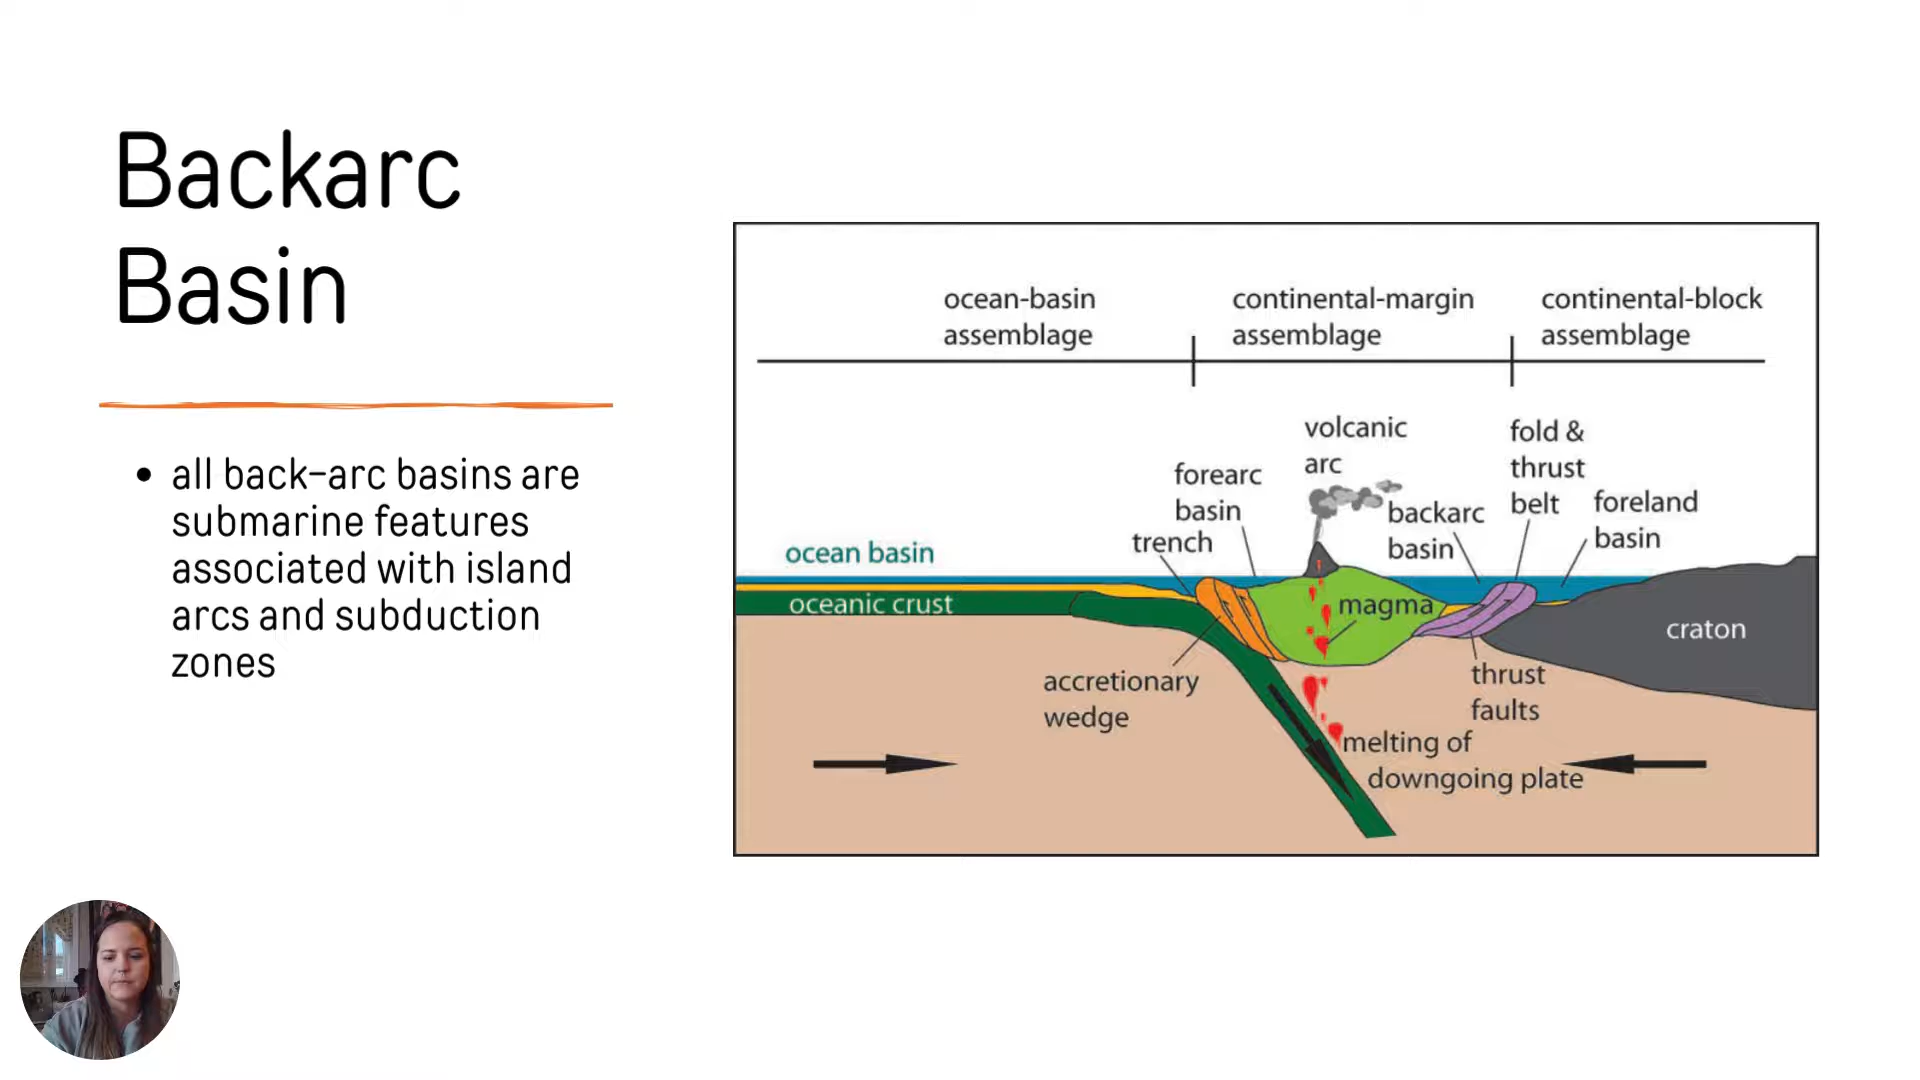 Backarc
Basin
• all back-arc basins are
submarine features
associated with island
arcs and subduction
zones
ocean-basin
assemblage
continental-margin
assemblage
continental-block
assemblage
volcanic
arc
fold &
thrust
belt
forearc
basin
trench
backarc
basin
foreland
basin
ocean basin
oceanic crust
magma
craton
accretionary
wedge
thrust
faults
melting of
downgoing plate